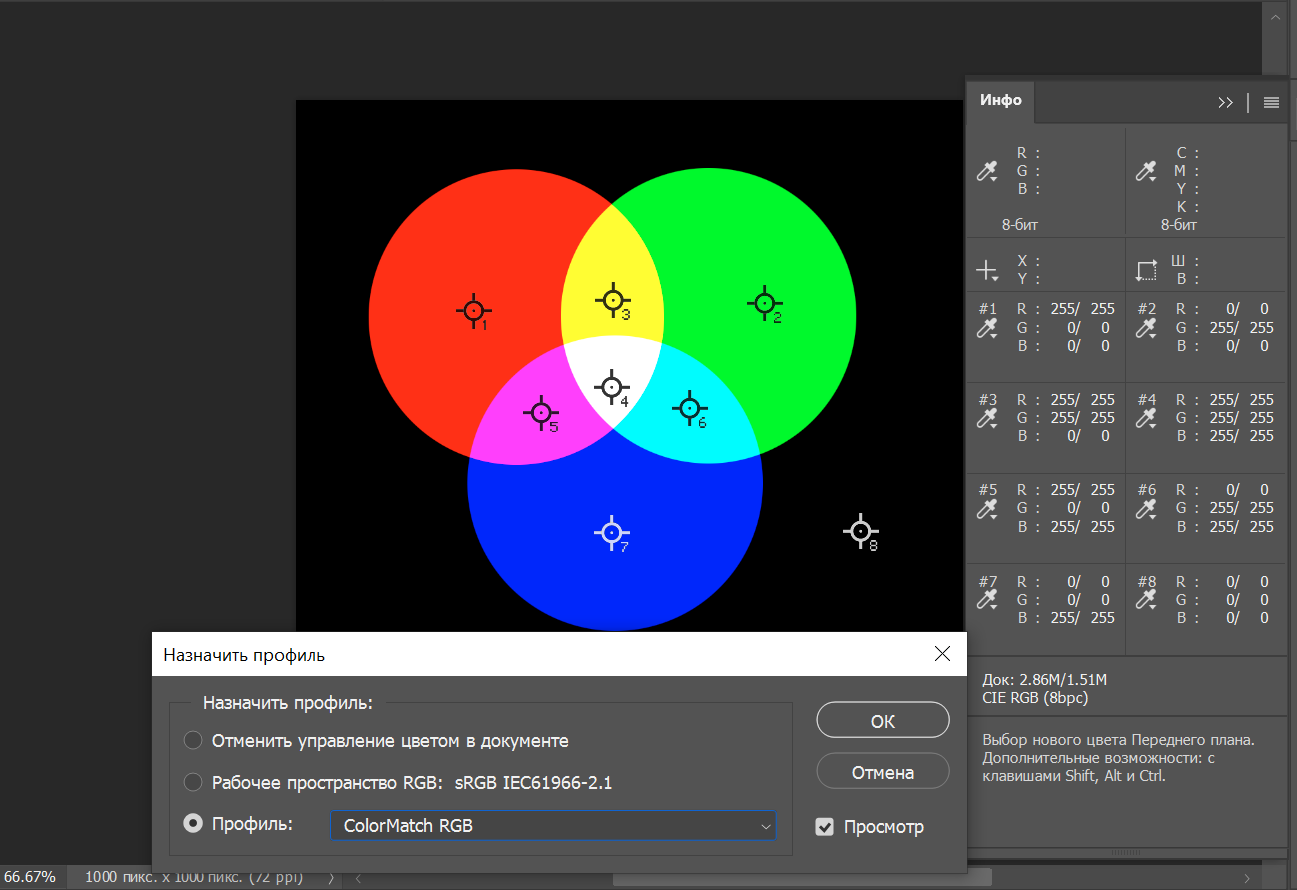 Инфо
R :
G :
B :
8-бит
C :
M :
Y :
K :
8-бит
X :
Y :
Ш :
В :
#1 R : 255/ 255
G : 0/ 0
B : 0/ 0
#2 R : 0/ 0
G : 255/ 255
B : 0/ 0
#3 R : 255/ 255
G : 255/ 255
B : 0/ 0
#4 R : 255/ 255
G : 255/ 255
B : 255/ 255
#5 R : 255/ 255
G : 0/ 0
B : 255/ 255
#6 R : 0/ 0
G : 255/ 255
B : 255/ 255
#7 R : 0/ 0
G : 0/ 0
B : 255/ 255
#8 R : 0/ 0
G : 0/ 0
B : 0/ 0
Док: 2.86M/1.51M
CIE RGB (8bpc)
Выбор нового цвета Переднего плана.
Дополнительные возможности: с
клавишами Shift, Alt и Ctrl.
1
2
3
4
5
6
7
8
Назначить профиль
Назначить профиль:
Отменить управление цветом в документе
Рабочее пространство RGB: sRGB IEC61966-2.1
Профиль: ColorMatch RGB
ОК
Отмена
Просмотр
66.67% 1000 пикс. x 1000 пикс. (72 ppi)